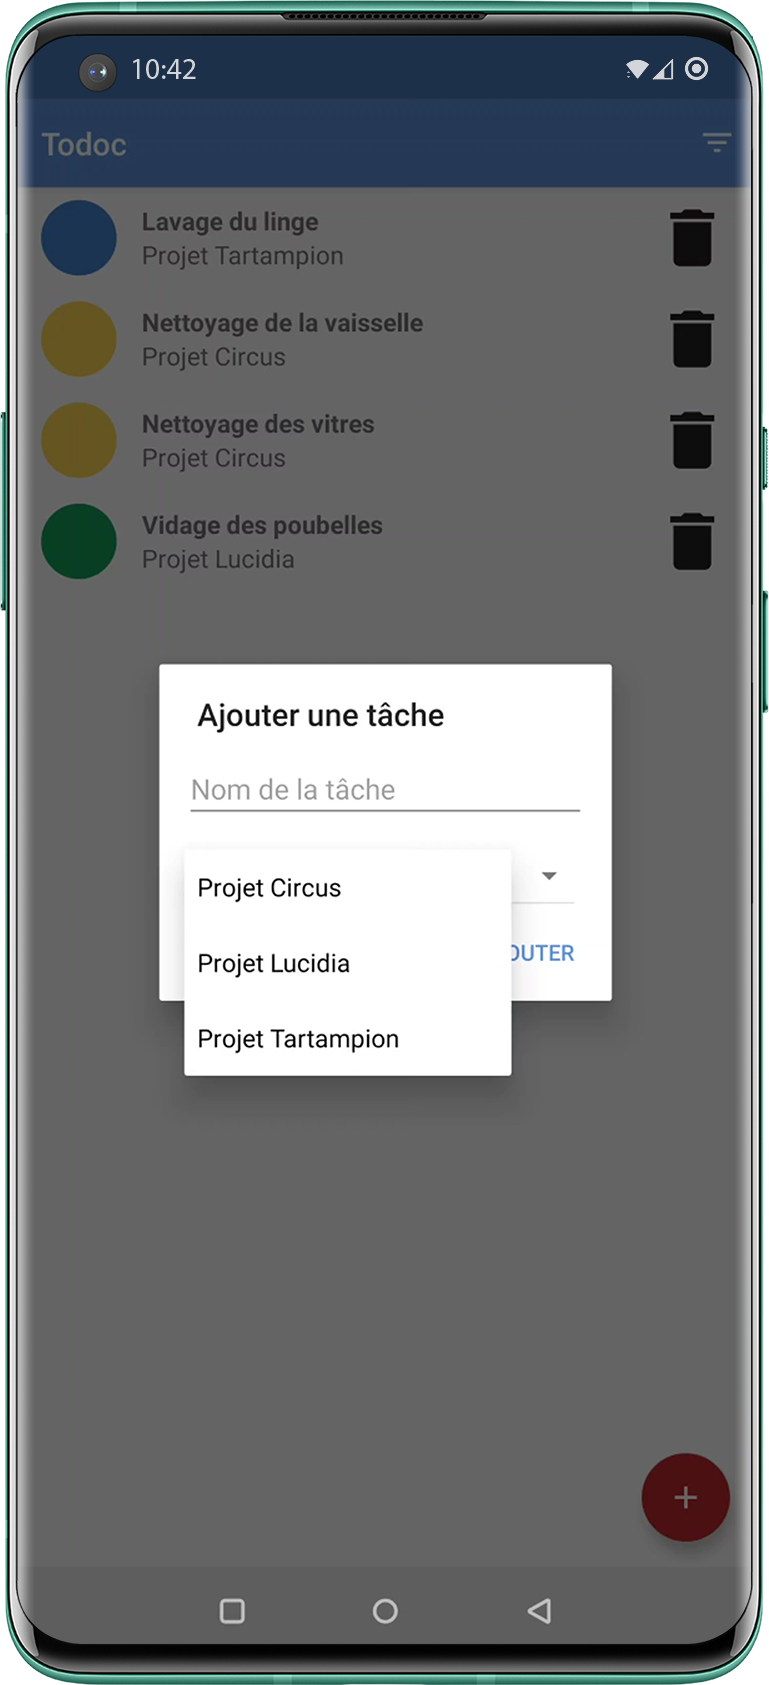 10:42
Todoc
Lavage du linge
Projet Tartampion
Nettoyage de la vaisselle
Projet Circus
Nettoyage des vitres
Projet Circus
Vidage des poubelles
Projet Lucidia
Ajouter une tâche
Nom de la tâche
Projet Circus
Projet Lucidia
OUTER
Projet Tartampion